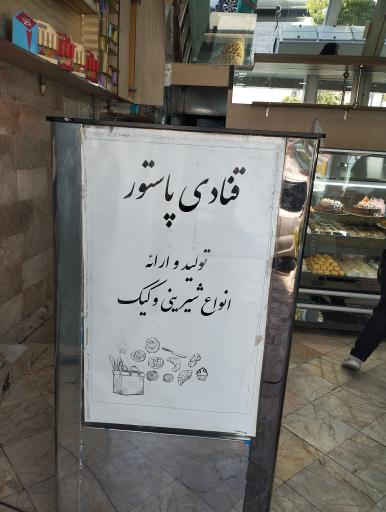 قنادی پاستور
تولید و ارائه
انواع شیرینی و کیک